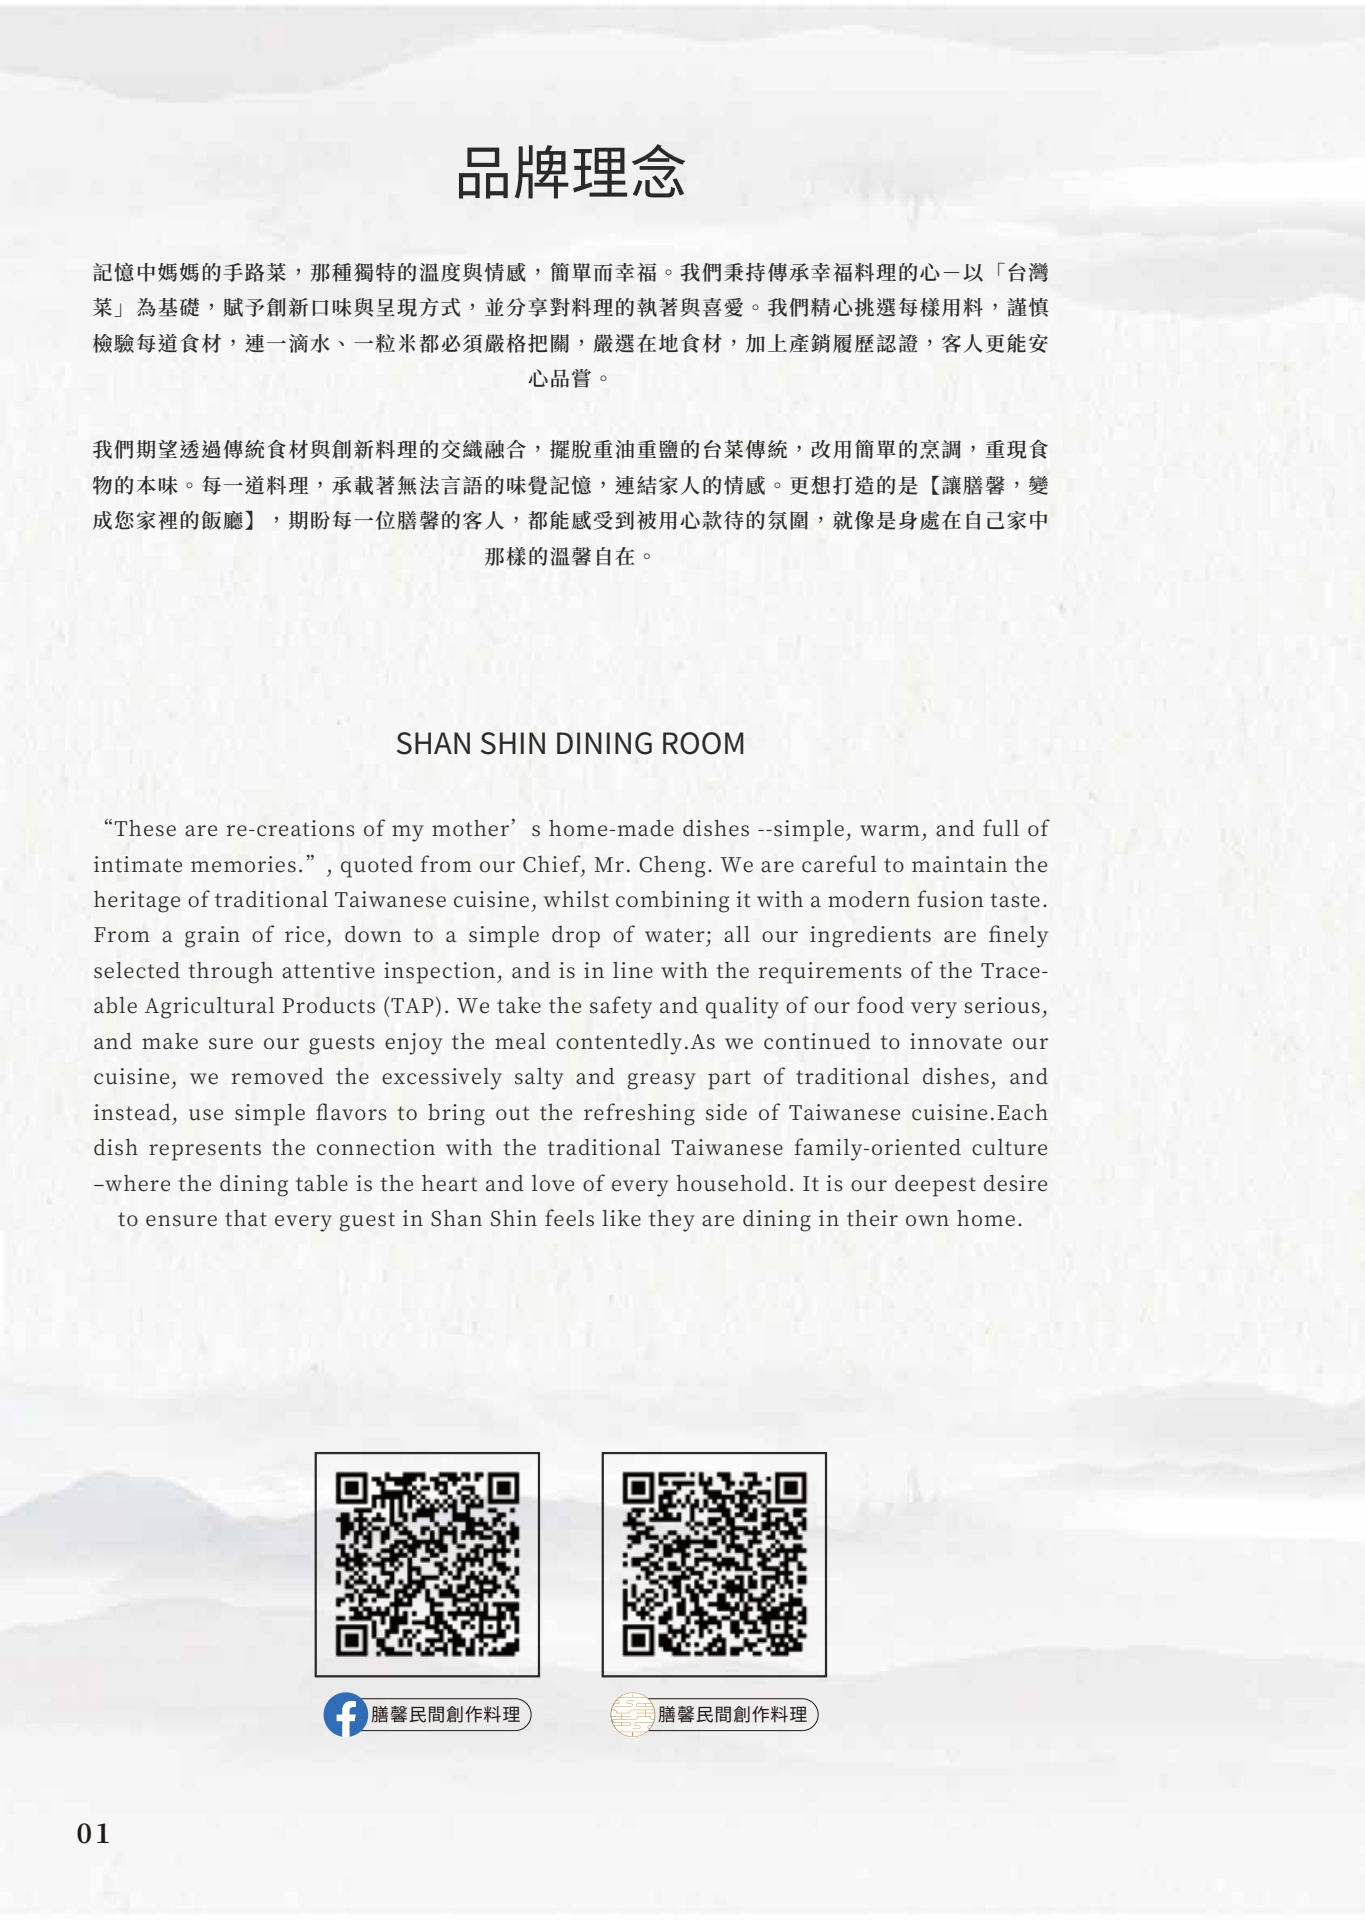 品牌理念
記憶中媽媽的手路菜，那種獨特的溫度與情感，簡單而幸福。我們秉持傳承幸福料理的心－以「台灣
菜」為基礎，賦予創新口味與呈現方式，並分享對料理的執著與喜愛。我們精心挑選每樣用料，謹慎
檢驗每道食材，連一滴水、一粒米都必須嚴格把關，嚴選在地食材，加上產銷履歷認證，客人更能安
心品嘗。
我們期望透過傳統食材與創新料理的交織融合，擺脫重油重鹽的台菜傳統，改用簡單的烹調，重現食
物的本味。每一道料理，承載著無法言語的味覺記憶，連結家人的情感。更想打造的是【讓膳馨，變
成您家裡的飯廳】，期盼每一位膳馨的客人，都能感受到被用心款待的氛圍，就像是身處在自己家中
那樣的溫馨自在。
SHAN SHIN DINING ROOM
“These are re-creations of my mother’s home-made dishes --simple, warm, and full of
intimate memories.”, quoted from our Chief, Mr. Cheng. We are careful to maintain the
heritage of traditional Taiwanese cuisine, whilst combining it with a modern fusion taste.
From a grain of rice, down to a simple drop of water; all our ingredients are finely
selected through attentive inspection, and is in line with the requirements of the Trace-
able Agricultural Products (TAP). We take the safety and quality of our food very serious,
and make sure our guests enjoy the meal contentedly.As we continued to innovate our
cuisine, we removed the excessively salty and greasy part of traditional dishes, and
instead, use simple flavors to bring out the refreshing side of Taiwanese cuisine.Each
dish represents the connection with the traditional Taiwanese family-oriented culture
–where the dining table is the heart and love of every household. It is our deepest desire
to ensure that every guest in Shan Shin feels like they are dining in their own home.
膳馨民間創作料理
膳馨民間創作料理
01